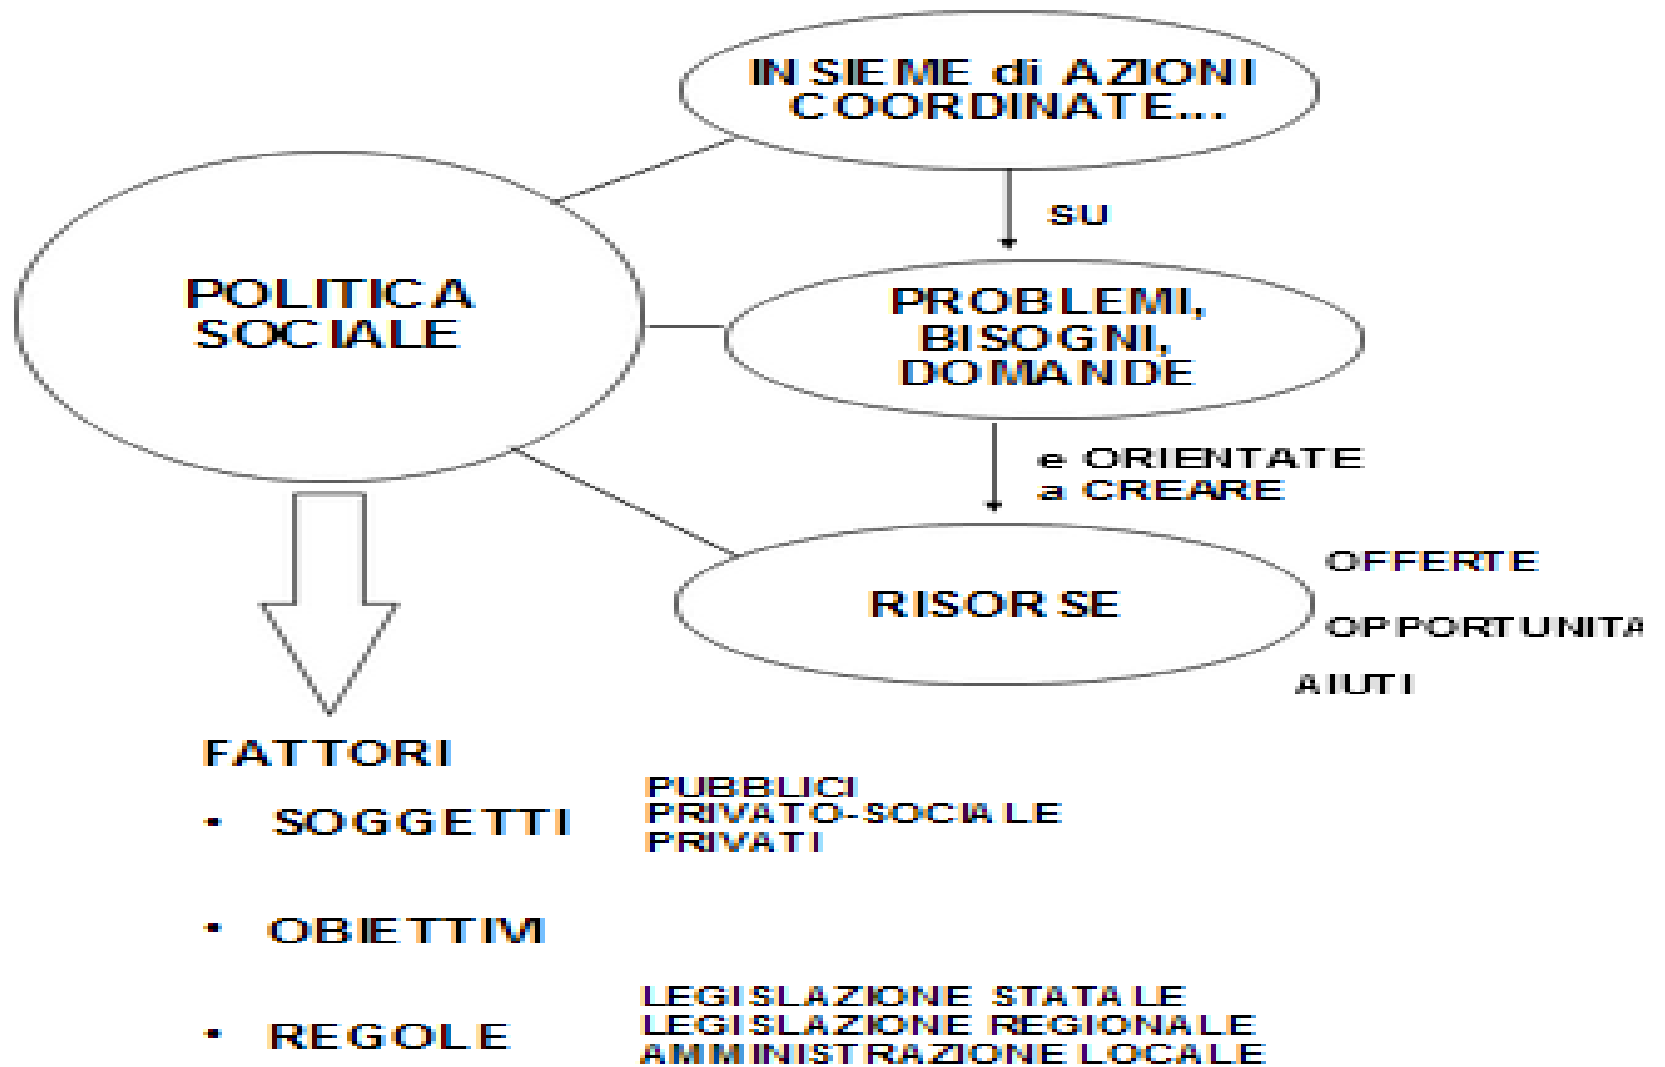 INSIEME di AZIONI
COORDINATE...
SU
POLITICA
SOCIALE
PROBLEMI,
BISOGNI,
DOMANDE
e ORIENTATE
a CREARE
RISORSE
OFFERTE
OPPORTUNITA
AIUTI
FATTORI
• SOGGETTI
PUBBLICI
PRIVATO-SOCIALE
PRIVATI
• OBIETTIVI
• REGOLE
LEGISLAZIONE STATALE
LEGISLAZIONE REGIONALE
AMMINISTRAZIONE LOCALE